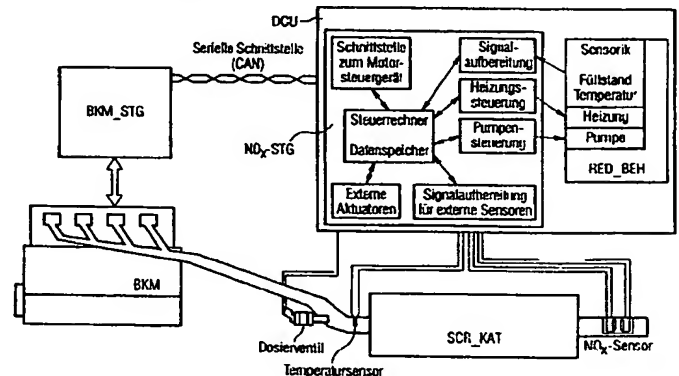 DCU
Serielle Schnittstelle
(CAN)
BKM_STG
NOx-STG
Schnittstelle
zum Motor-
steuergerät
Signal-
aufbereitung
Heizungs-
steuerung
Steuerrechner
Datenspeicher
Pumpen-
steuerung
Externe
Aktuatoren
Signalaufbereitung
für externe Sensoren
Sensorik
Füllstand
Temperatur
Heizung
Pumpe
RED_BEH
BKM
Dosierventil
Temperatursensor
SCR_KAT
NOx-Sensor